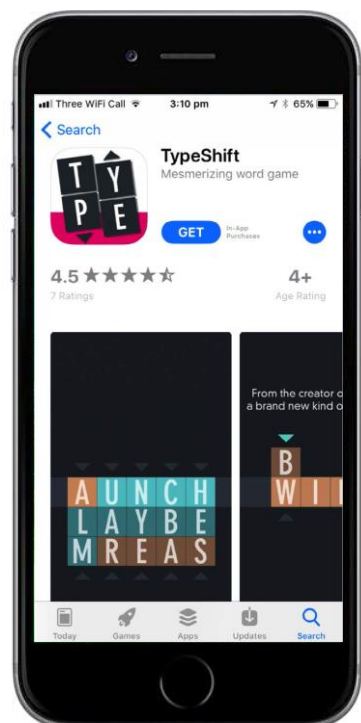 Three WiFi Call 3:10 pm 65%
Search
TypeShift
Mesmerizing word game
GET
In-App
Purchases
4.5
4+
7 Ratings
Age Rating
T Y
P E
From the creator o
a brand new kind o
B
W I
A U N C H
L A Y B E
M R E A S
Today Games Apps Updates Search